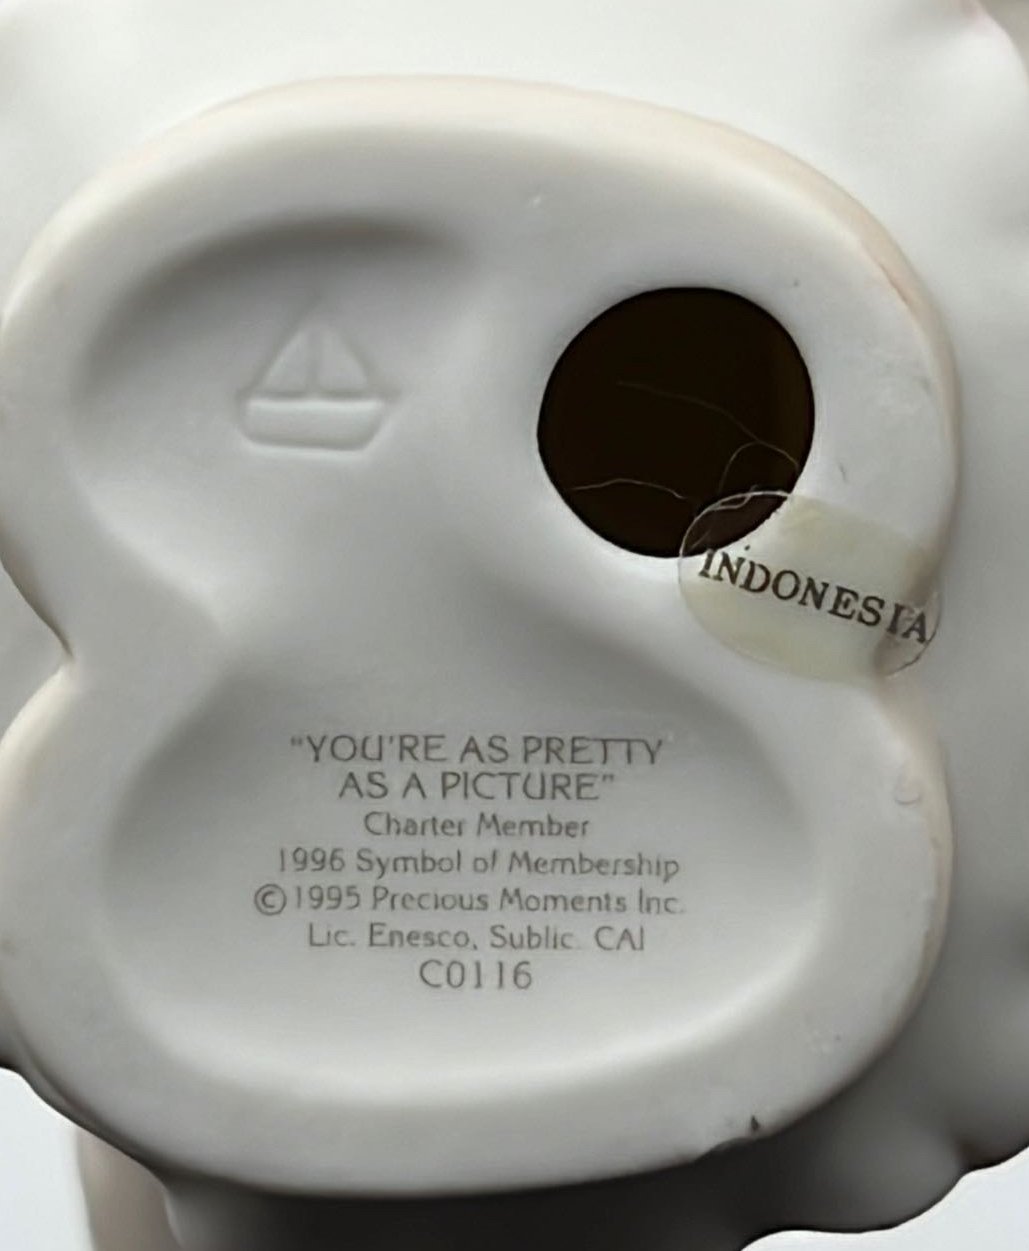 INDONESIA
"YOU'RE AS PRETTY
AS A PICTURE"
Charter Member
1996 Symbol of Membership
©1995 Precious Moments Inc.
Lic. Enesco, Sublic. CAI
C0116